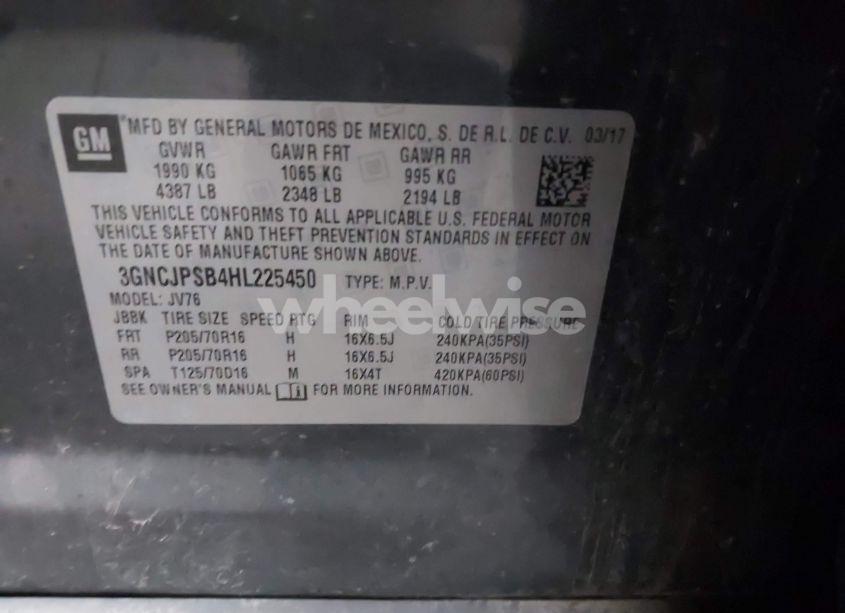 GM
MFD BY GENERAL MOTORS DE MEXICO, S. DE R.L. DE C.V. 03/17
GVWR GAWR FRT GAWR RR
1990 KG 1065 KG 995 KG
4387 LB 2348 LB 2194 LB
THIS VEHICLE CONFORMS TO ALL APPLICABLE U.S. FEDERAL MOTOR
VEHICLE SAFETY AND THEFT PREVENTION STANDARDS IN EFFECT ON
THE DATE OF MANUFACTURE SHOWN ABOVE.
3GNCJPSB4HL225450 TYPE: M.P.V.
MODEL: JV76
wheelwise
JBBK TIRE SIZE SPEED RTG RIM COLD TIRE PRESSURE
FRT P205/70R16 H 16X6.5J 240KPA(35PSI)
RR P205/70R16 H 16X6.5J 240KPA(35PSI)
SPA T125/70D16 M 16X4T 420KPA(60PSI)
SEE OWNER'S MANUAL FOR MORE INFORMATION.